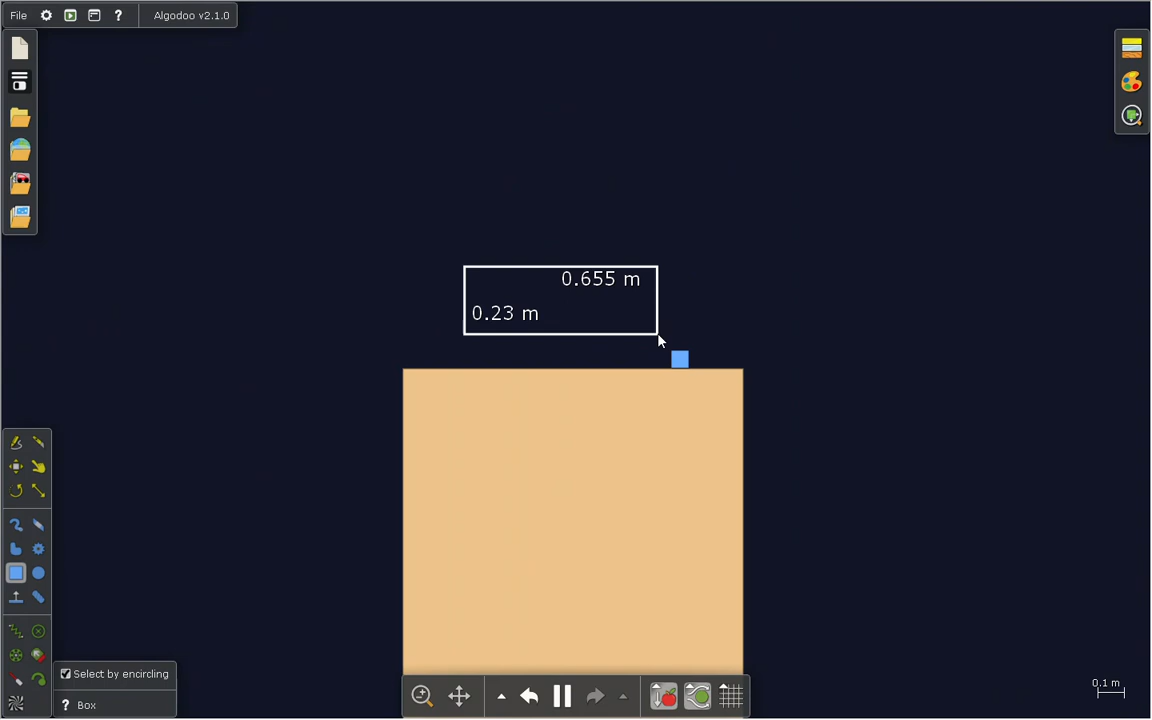 File ? Algodoo v2.1.0
0.655 m
0.23 m
Select by encircling
? Box
0.1 m